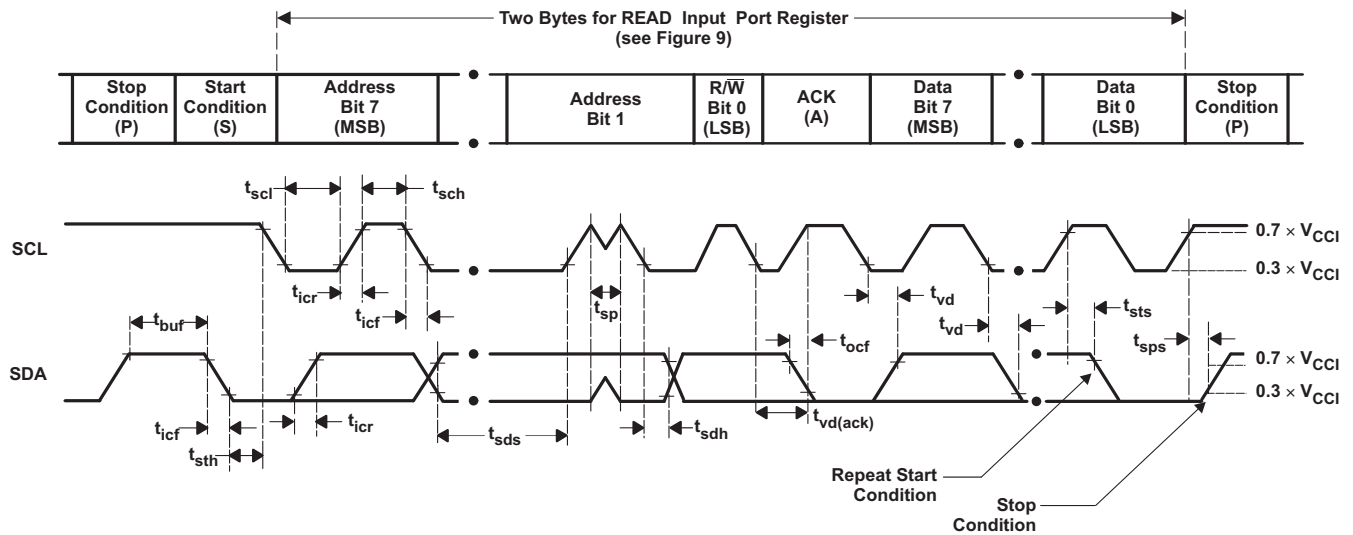 Two Bytes for READ Input Port Register
(see Figure 9)
Stop
Condition
(P)
Start
Condition
(S)
Address
Bit 7
(MSB)
Address
Bit 1
R/W̅
Bit 0
(LSB)
ACK
(A)
Data
Bit 7
(MSB)
Data
Bit 0
(LSB)
Stop
Condition
(P)
tscl
tsch
SCL
0.7 × VCCI
0.3 × VCCI
ticr
ticf
tsp
tvd
tvd
tsts
tbuf
tocf
tsps
SDA
0.7 × VCCI
0.3 × VCCI
ticf
ticr
tsth
tsds
tsdh
tvd(ack)
Repeat Start
Condition
Stop
Condition